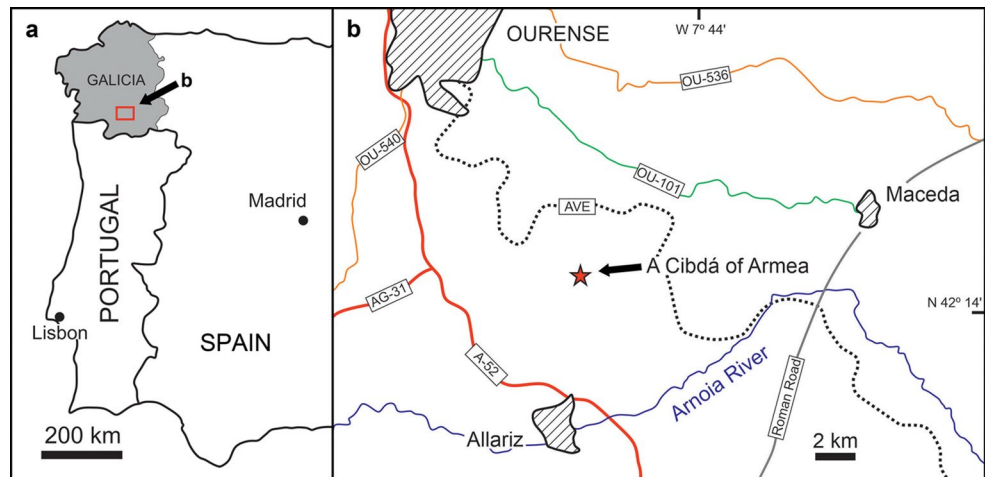 a
GALICIA
b
Madrid
PORTUGAL
Lisbon
SPAIN
200 km
b
OURENSE
W 7º 44'
OU-536
OU-540
OU-101
Maceda
AVE
A Cibdá of Armea
AG-31
N 42º 14'
A-52
Arnoia River
Roman Road
Allariz
2 km